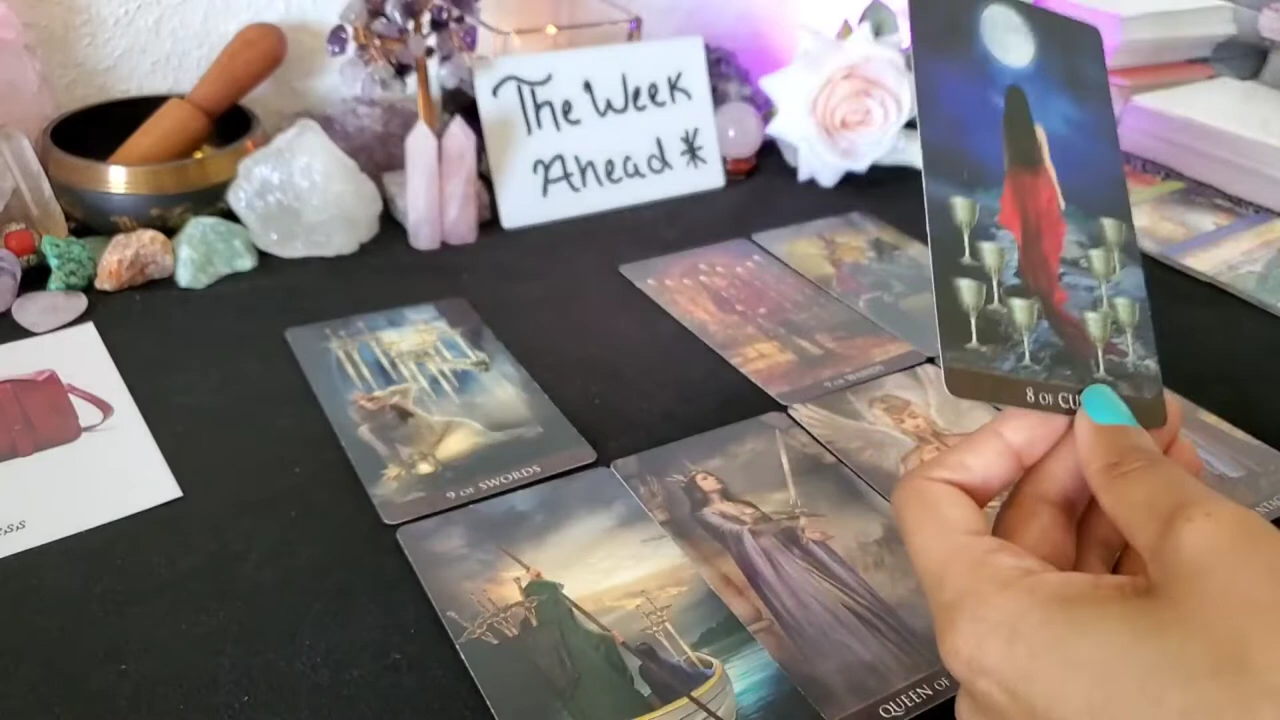 The Week
Ahead*
8 OF CU
9 OF SWORDS
QUEEN OF